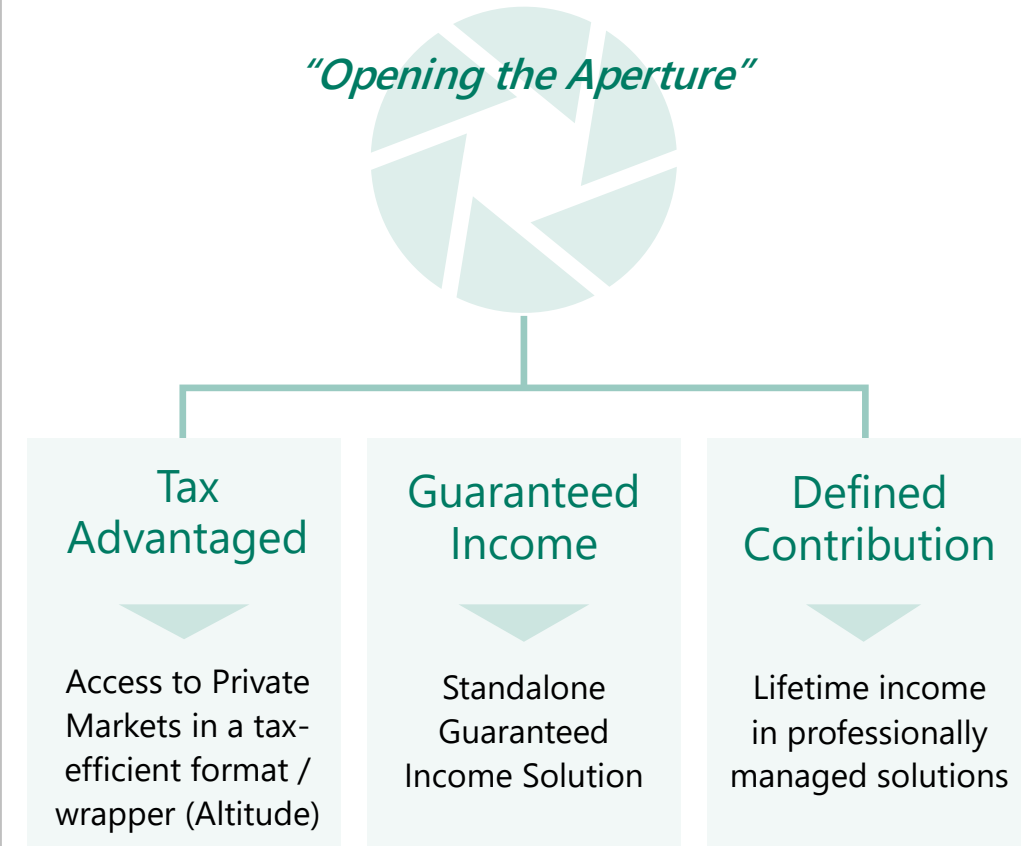 “Opening the Aperture”
Tax
Advantaged
Access to Private
Markets in a tax-
efficient format /
wrapper (Altitude)
Guaranteed
Income
Standalone
Guaranteed
Income Solution
Defined
Contribution
Lifetime income
in professionally
managed solutions